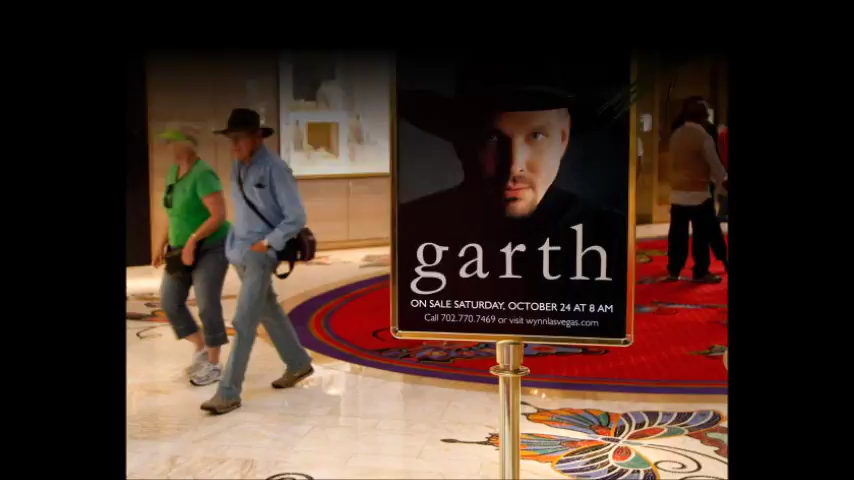 garth
ON SALE SATURDAY, OCTOBER 24 AT 8 AM
Call 702.770.7469 or visit wynnlasvegas.com